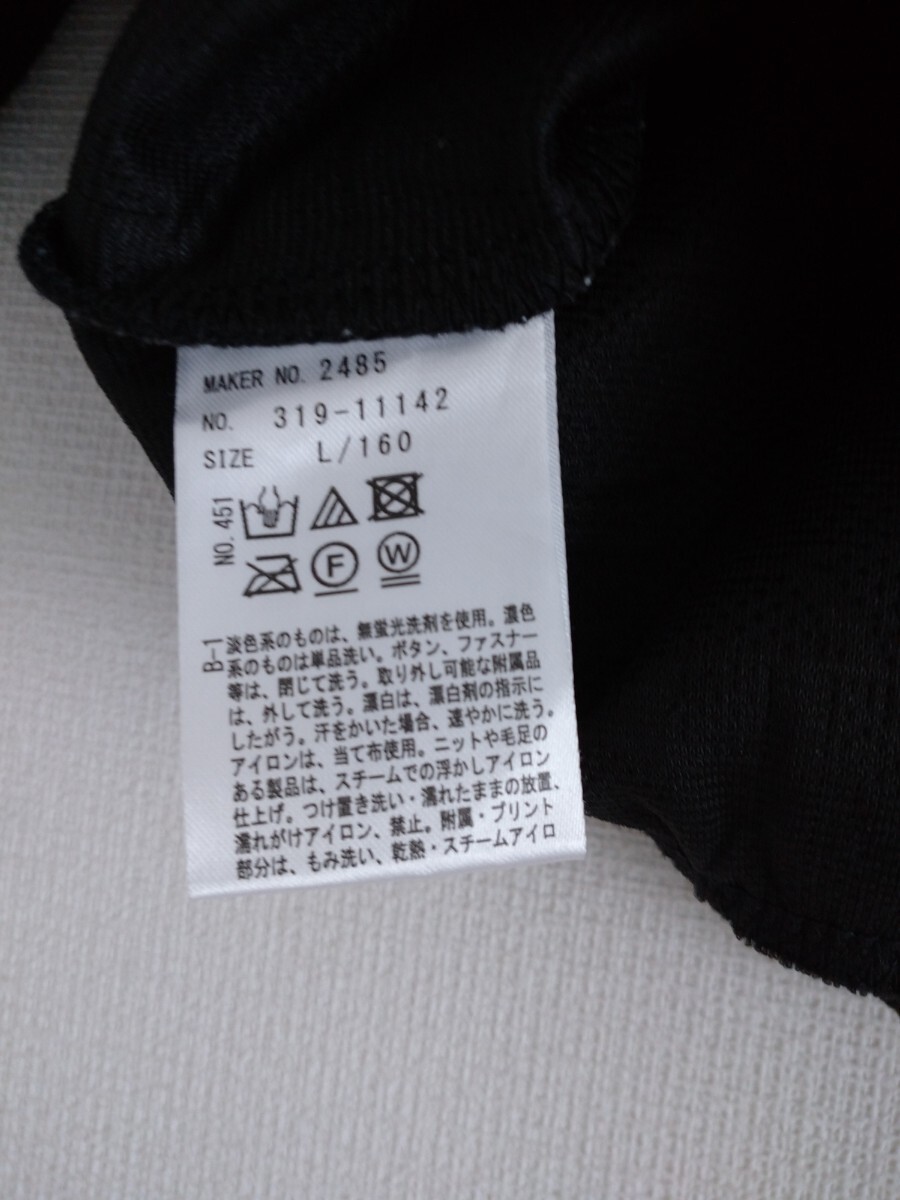 MAKER NO. 2485
NO. 319-11142
SIZE L/160
NO. 451
F
W
B-1
淡色系のものは、無蛍光洗剤を使用。濃色
系のものは単品洗い。ボタン、ファスナー
等は、閉じて洗う。取り外し可能な附属品
は、外して洗う。漂白は、漂白剤の指示に
したがう。汗をかいた場合、速やかに洗う。
アイロンは、当て布使用。ニットや毛足の
ある製品は、スチームでの浮かしアイロン
仕上げ。つけ置き洗い・濡れたままの放置、
濡れがけアイロン、禁止。附属・プリント
部分は、もみ洗い、乾熱・スチームアイロ